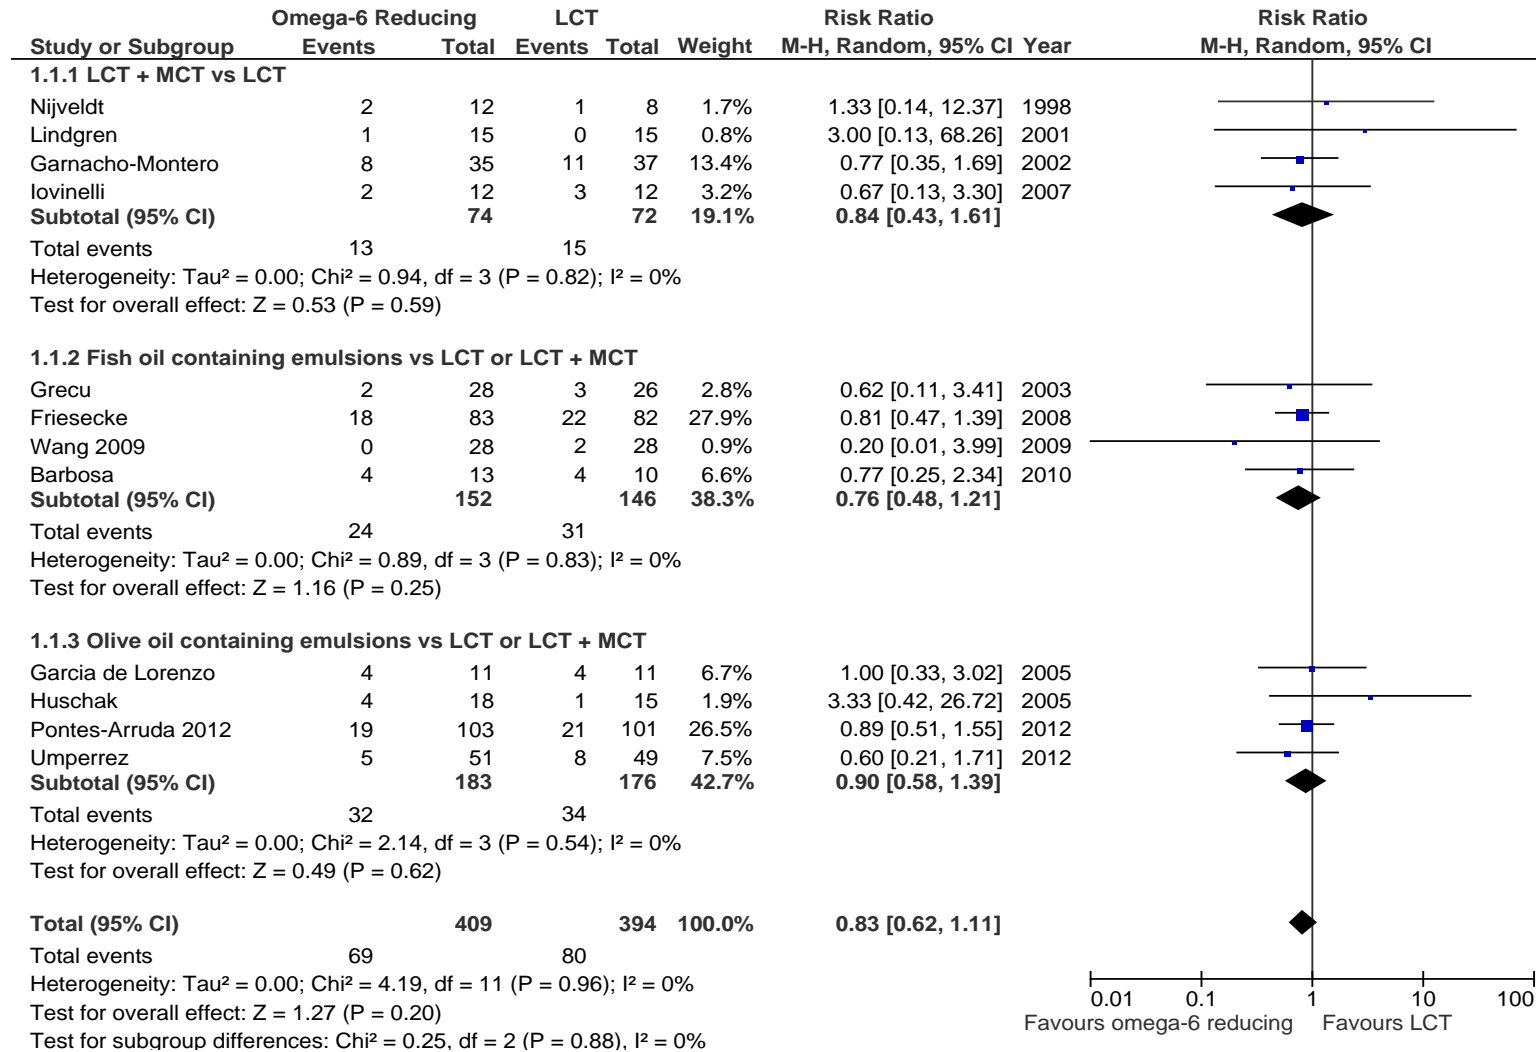 Omega-6 Reducing LCT Risk Ratio Risk Ratio
Study or Subgroup Events Total Events Total Weight M-H, Random, 95% CI Year M-H, Random, 95% CI
1.1.1 LCT + MCT vs LCT
Nijveldt 2 12 1 8 1.7% 1.33 [0.14, 12.37] 1998
Lindgren 1 15 0 15 0.8% 3.00 [0.13, 68.26] 2001
Garnacho-Montero 8 35 11 37 13.4% 0.77 [0.35, 1.69] 2002
Iovinelli 2 12 3 12 3.2% 0.67 [0.13, 3.30] 2007
Subtotal (95% CI) 74 72 19.1% 0.84 [0.43, 1.61]
Total events 13 15
Heterogeneity: Tau² = 0.00; Chi² = 0.94, df = 3 (P = 0.82); I² = 0%
Test for overall effect: Z = 0.53 (P = 0.59)
1.1.2 Fish oil containing emulsions vs LCT or LCT + MCT
Grecu 2 28 3 26 2.8% 0.62 [0.11, 3.41] 2003
Friesecke 18 83 22 82 27.9% 0.81 [0.47, 1.39] 2008
Wang 2009 0 28 2 28 0.9% 0.20 [0.01, 3.99] 2009
Barbosa 4 13 4 10 6.6% 0.77 [0.25, 2.34] 2010
Subtotal (95% CI) 152 146 38.3% 0.76 [0.48, 1.21]
Total events 24 31
Heterogeneity: Tau² = 0.00; Chi² = 0.89, df = 3 (P = 0.83); I² = 0%
Test for overall effect: Z = 1.16 (P = 0.25)
1.1.3 Olive oil containing emulsions vs LCT or LCT + MCT
Garcia de Lorenzo 4 11 4 11 6.7% 1.00 [0.33, 3.02] 2005
Huschak 4 18 1 15 1.9% 3.33 [0.42, 26.72] 2005
Pontes-Arruda 2012 19 103 21 101 26.5% 0.89 [0.51, 1.55] 2012
Umperrez 5 51 8 49 7.5% 0.60 [0.21, 1.71] 2012
Subtotal (95% CI) 183 176 42.7% 0.90 [0.58, 1.39]
Total events 32 34
Heterogeneity: Tau² = 0.00; Chi² = 2.14, df = 3 (P = 0.54); I² = 0%
Test for overall effect: Z = 0.49 (P = 0.62)
Total (95% CI) 409 394 100.0% 0.83 [0.62, 1.11]
Total events 69 80
Heterogeneity: Tau² = 0.00; Chi² = 4.19, df = 11 (P = 0.96); I² = 0%
Test for overall effect: Z = 1.27 (P = 0.20)
Test for subgroup differences: Chi² = 0.25, df = 2 (P = 0.88), I² = 0%
0.01 0.1 1 10 100
Favours omega-6 reducing Favours LCT